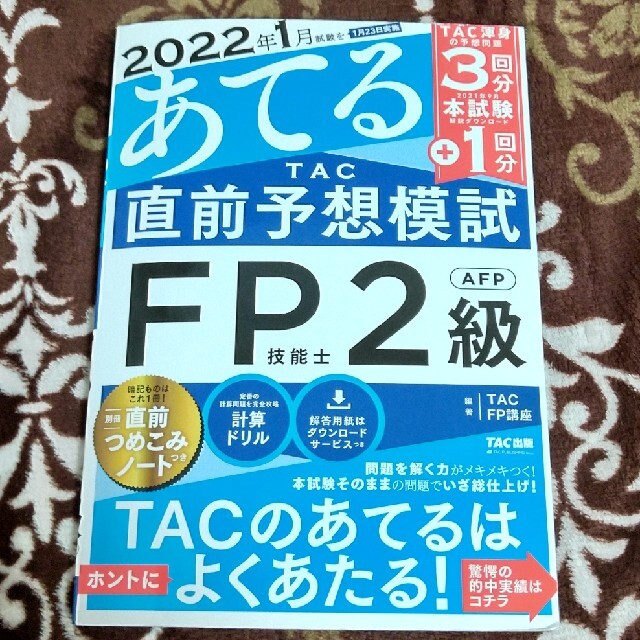 2022年1月試験を
1月23日実施
あてる
TAC渾身
の予想問題
3回分
2021年9月
本試験
解説ダウンロード
+1回分
TAC
直前予想模試
FP技能士2級
AFP
暗記ものは
これ1冊!
別冊 直前
つめこみ
ノートつき
定番の
計算問題を完全攻略
計算
ドリル
解答用紙は
ダウンロード
サービスつき
編著 TAC
FP講座
TAC出版
問題を解く力がメキメキつく!
本試験そのままの問題でいざ総仕上げ!
TACのあてるは
ホントに
よくあたる!
驚愕の
的中実績は
コチラ